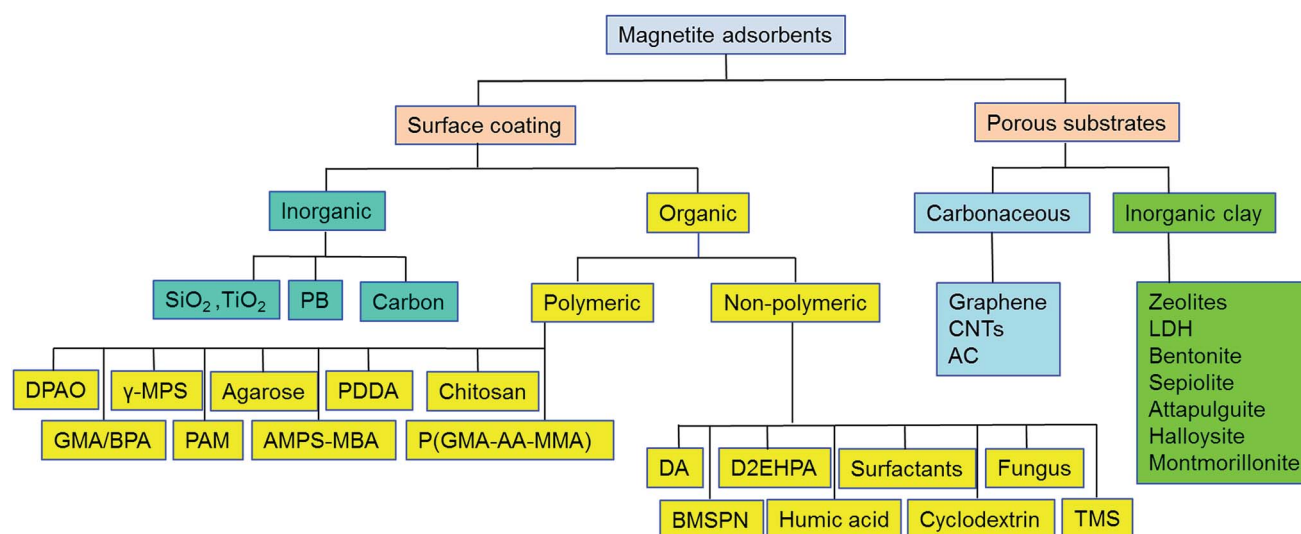 Magnetite adsorbents
Surface coating
Porous substrates
Inorganic
Organic
Carbonaceous
Inorganic clay
SiO₂ ,TiO₂
PB
Carbon
Polymeric
Non-polymeric
Graphene
CNTs
AC
Zeolites
LDH
Bentonite
Sepiolite
Attapulguite
Halloysite
Montmorillonite
DPAO
γ-MPS
Agarose
PDDA
Chitosan
GMA/BPA
PAM
AMPS-MBA
P(GMA-AA-MMA)
DA
D2EHPA
Surfactants
Fungus
BMSPN
Humic acid
Cyclodextrin
TMS